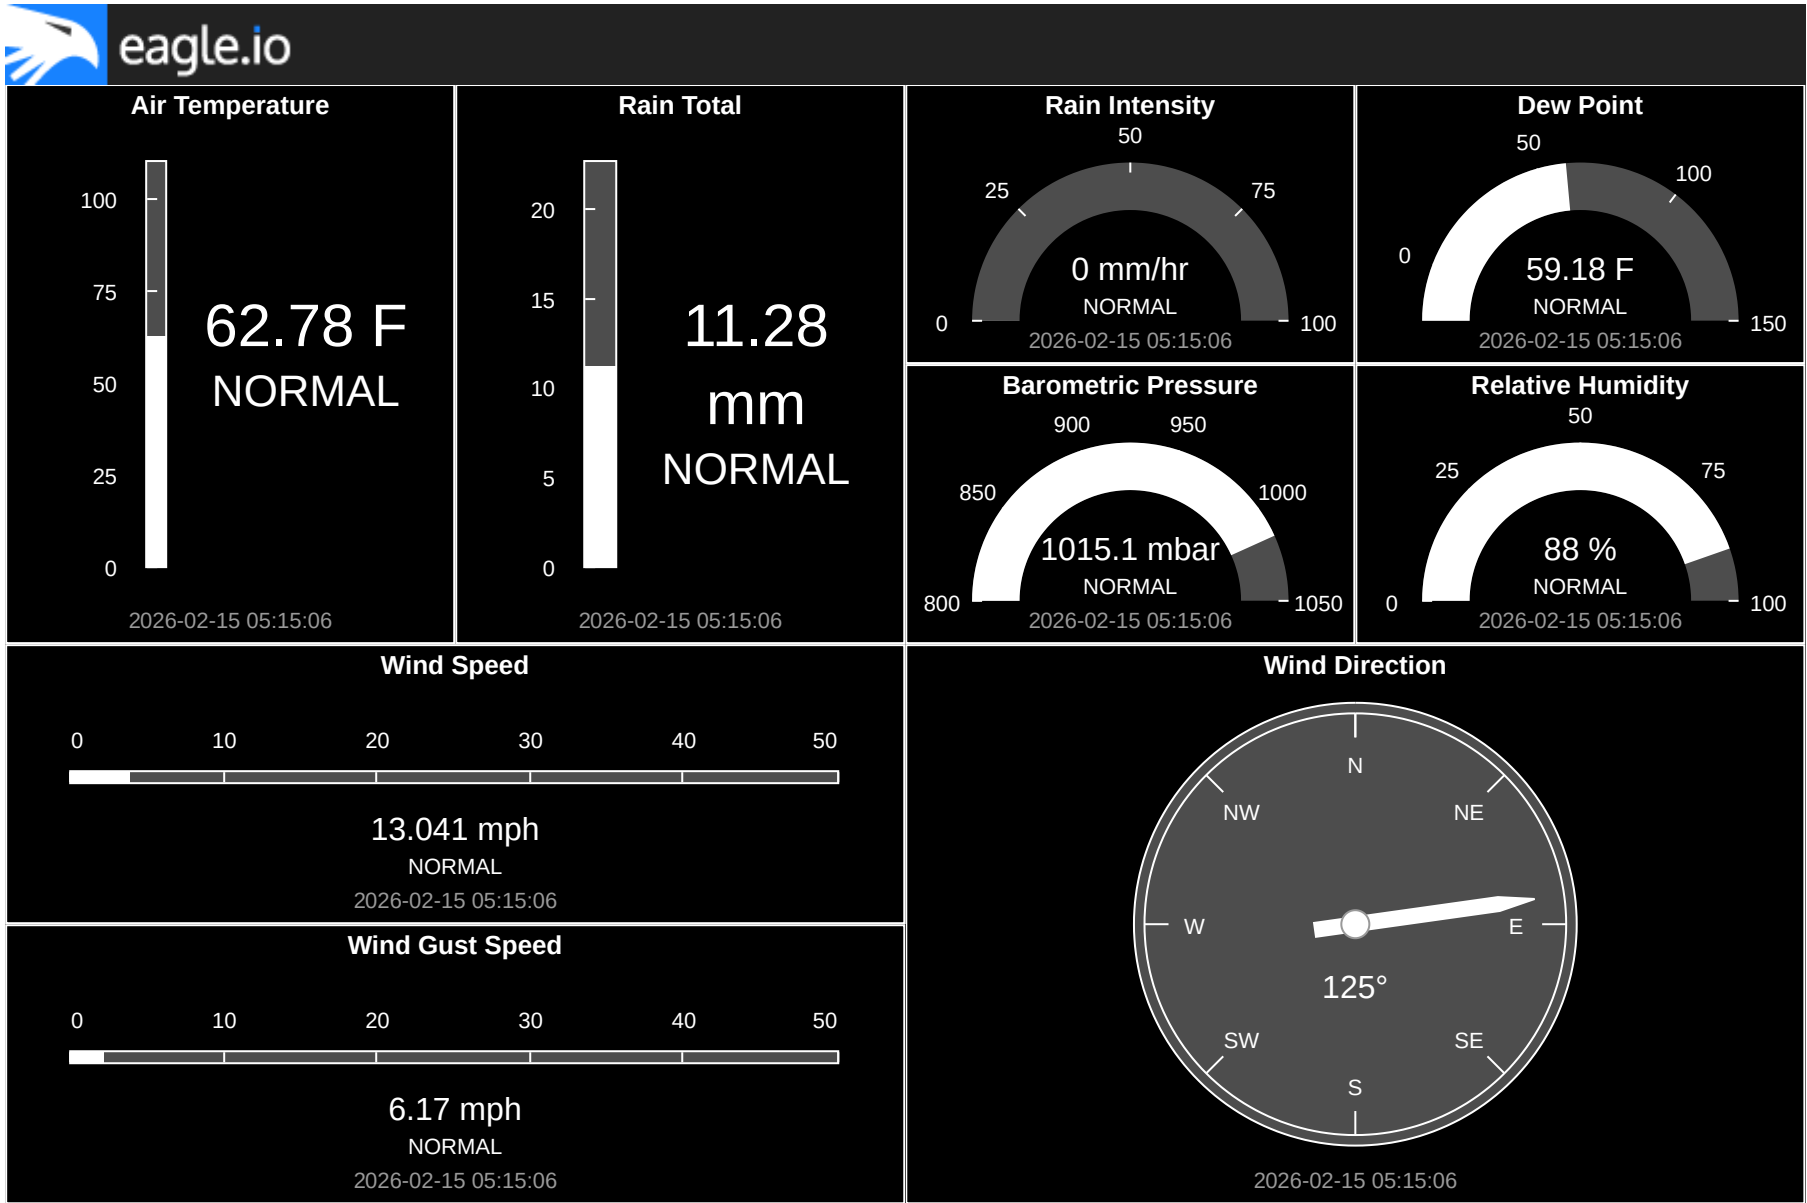 eagle.io
Air Temperature
100
75
50
25
0
62.78 F
NORMAL
2026-02-15 05:15:06
Rain Total
20
15
10
5
0
11.28
mm
NORMAL
2026-02-15 05:15:06
Rain Intensity
0
25
50
75
100
0 mm/hr
NORMAL
2026-02-15 05:15:06
Dew Point
0
50
100
150
59.18 F
NORMAL
2026-02-15 05:15:06
Barometric Pressure
800
850
900
950
1000
1050
1015.1 mbar
NORMAL
2026-02-15 05:15:06
Relative Humidity
0
25
50
75
100
88 %
NORMAL
2026-02-15 05:15:06
Wind Speed
0 10 20 30 40 50
13.041 mph
NORMAL
2026-02-15 05:15:06
Wind Gust Speed
0 10 20 30 40 50
6.17 mph
NORMAL
2026-02-15 05:15:06
Wind Direction
N
NW NE
W E
125°
SW SE
S
2026-02-15 05:15:06